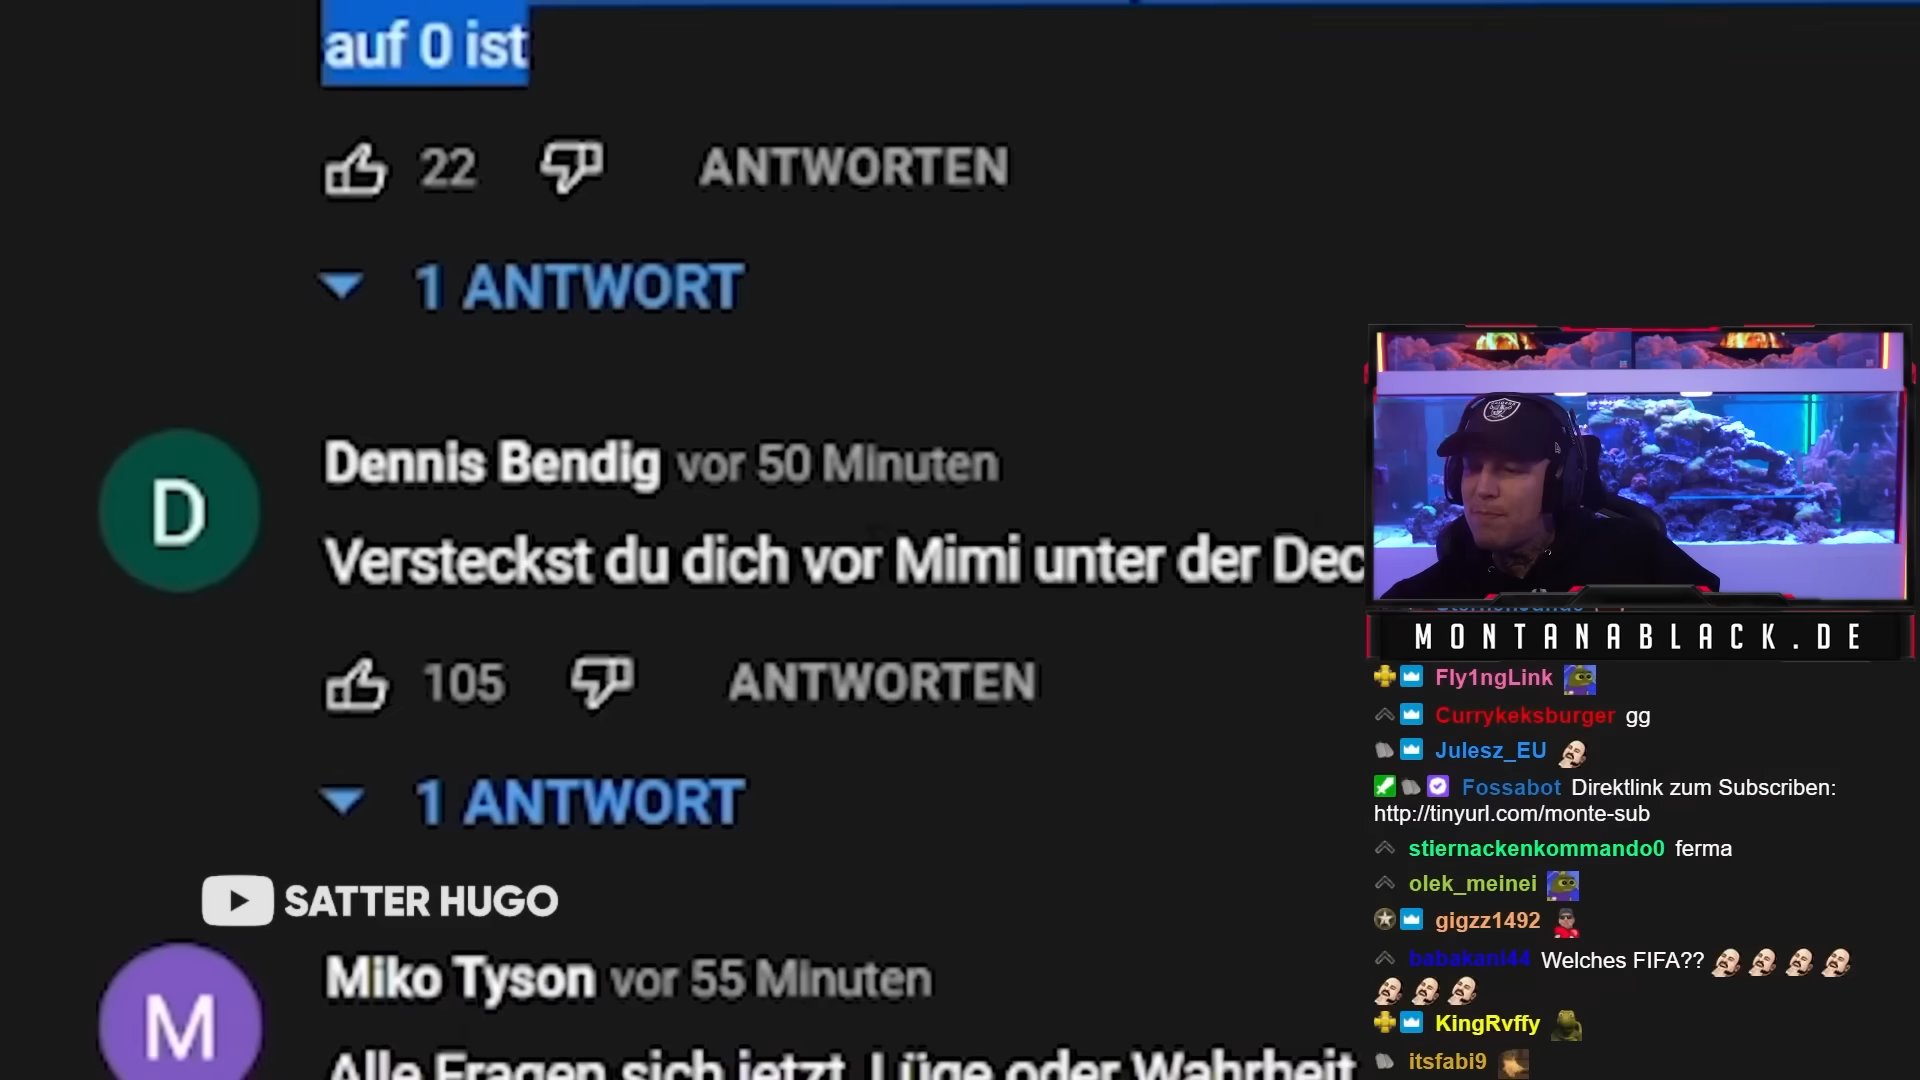 auf 0 ist
22 ANTWORTEN
1 ANTWORT
D
Dennis Bendig vor 50 Minuten
Versteckst du dich vor Mimi unter der Dec
105 ANTWORTEN
1 ANTWORT
SATTER HUGO
M
Miko Tyson vor 55 Minuten
Alle Fragen sich jetzt Lüge oder Wahrheit
MONTANABLACK.DE
Fly1ngLink
Currykeksburger gg
Julesz_EU
Fossabot Direktlink zum Subscriben:
http://tinyurl.com/monte-sub
stiernackenkommando0 ferma
olek_meinei
gigzz1492
babakani44 Welches FIFA??
KingRvffy
itsfabi9